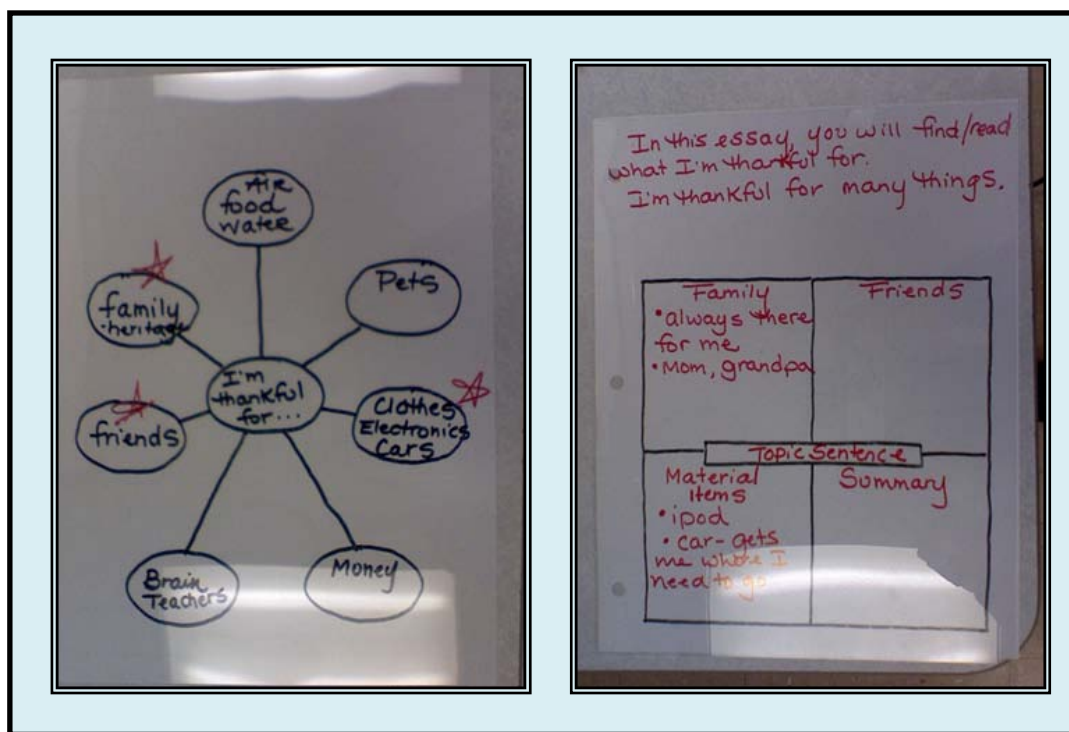 Air
food
water
Pets
family
·heritage
I'm
thankful
for...
Clothes
Electronics
Cars
friends
Brain
Teachers
Money
In this essay, you will find/read
what I'm thankful for.
I'm thankful for many things.
Family
• always there
for me
• Mom, grandpa
Friends
Topic Sentence
Material
Items
• ipod
• car- gets
me where I
need to go
Summary